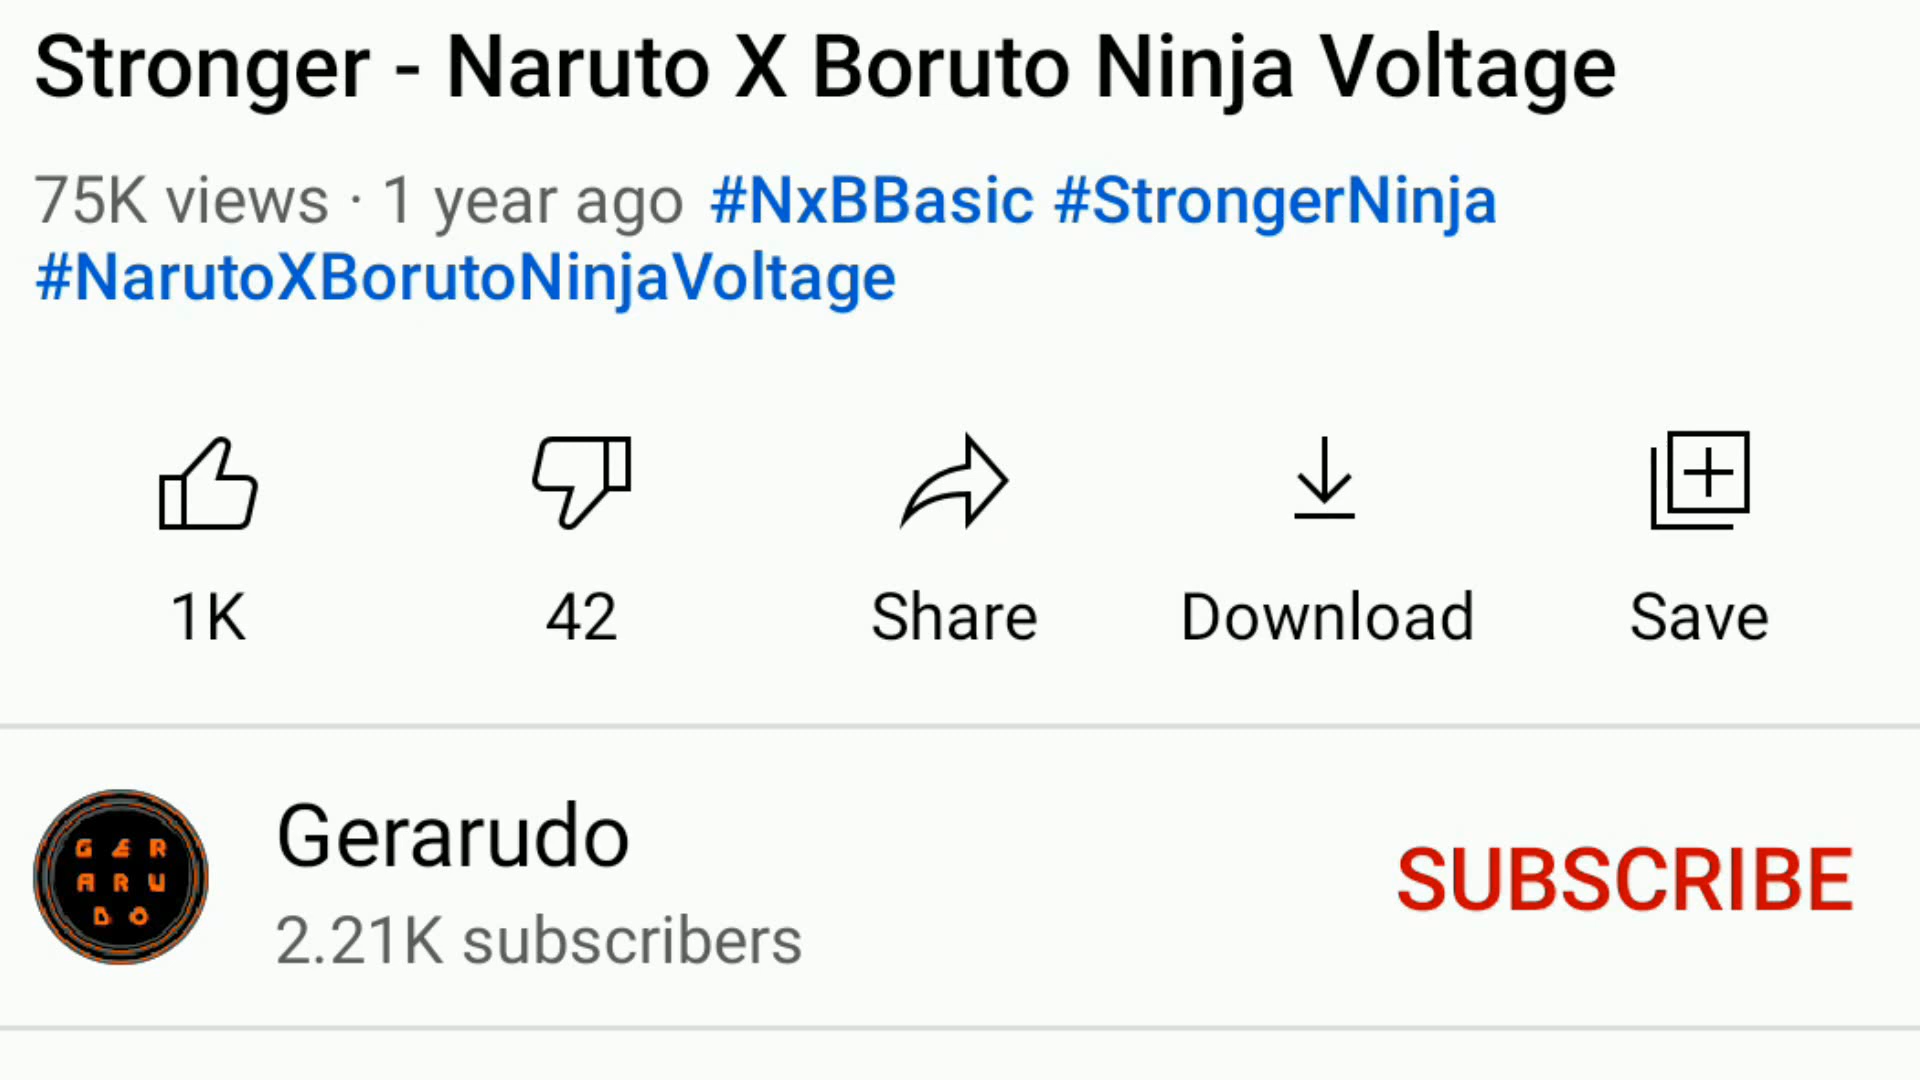 Stronger - Naruto X Boruto Ninja Voltage
75K views · 1 year ago #NxBBasic #StrongerNinja
#NarutoXBorutoNinjaVoltage
1K 42 Share Download Save
G E R
A R U
D O
Gerarudo
2.21K subscribers
SUBSCRIBE